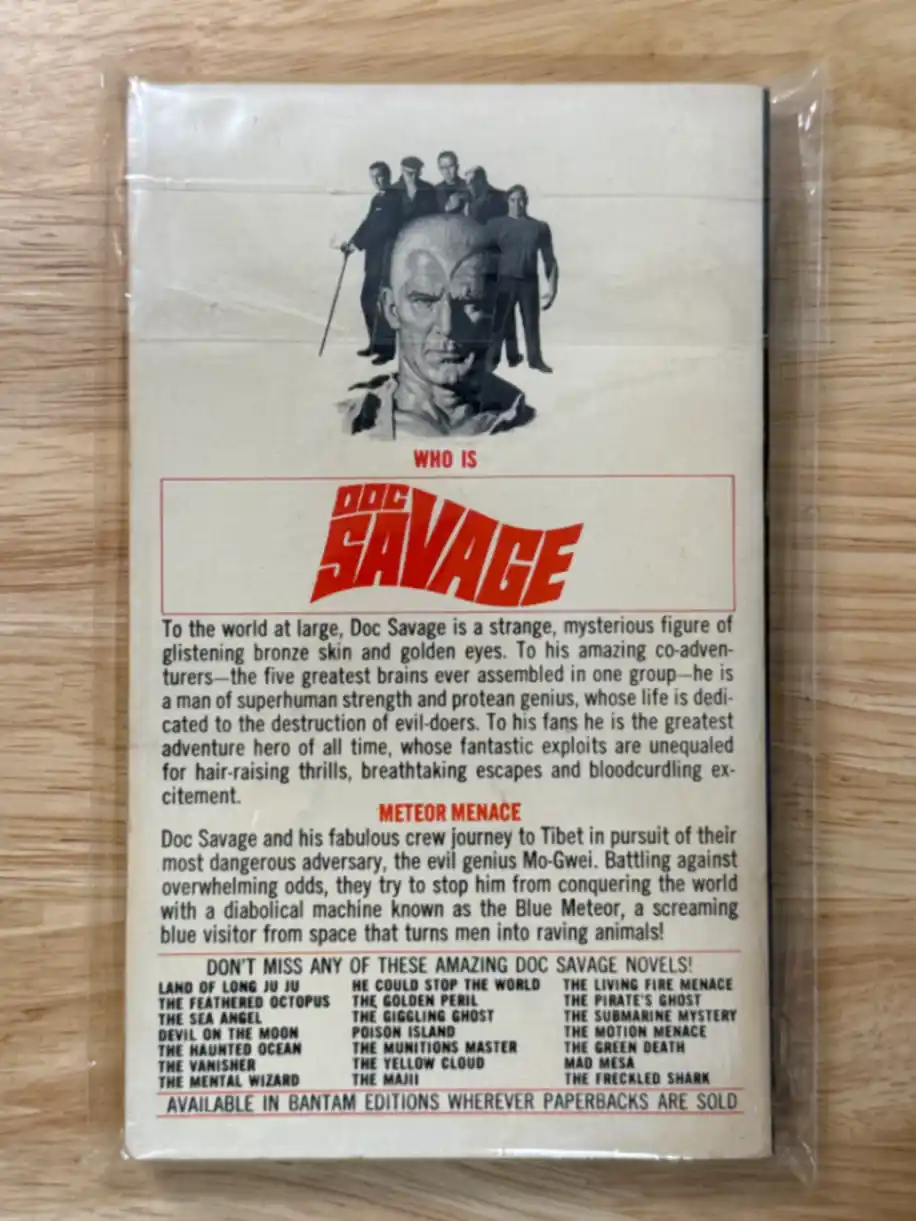 WHO IS
DOC
SAVAGE
To the world at large, Doc Savage is a strange, mysterious figure of
glistening bronze skin and golden eyes. To his amazing co-adven-
turers—the five greatest brains ever assembled in one group—he is
a man of superhuman strength and protean genius, whose life is dedi-
cated to the destruction of evil-doers. To his fans he is the greatest
adventure hero of all time, whose fantastic exploits are unequaled
for hair-raising thrills, breathtaking escapes and bloodcurdling ex-
citement.
METEOR MENACE
Doc Savage and his fabulous crew journey to Tibet in pursuit of their
most dangerous adversary, the evil genius Mo-Gwei. Battling against
overwhelming odds, they try to stop him from conquering the world
with a diabolical machine known as the Blue Meteor, a screaming
blue visitor from space that turns men into raving animals!
DON'T MISS ANY OF THESE AMAZING DOC SAVAGE NOVELS!
LAND OF LONG JU JU
THE FEATHERED OCTOPUS
THE SEA ANGEL
DEVIL ON THE MOON
THE HAUNTED OCEAN
THE VANISHER
THE MENTAL WIZARD
HE COULD STOP THE WORLD
THE GOLDEN PERIL
THE GIGGLING GHOST
POISON ISLAND
THE MUNITIONS MASTER
THE YELLOW CLOUD
THE MAJII
THE LIVING FIRE MENACE
THE PIRATE'S GHOST
THE SUBMARINE MYSTERY
THE MOTION MENACE
THE GREEN DEATH
MAD MESA
THE FRECKLED SHARK
AVAILABLE IN BANTAM EDITIONS WHEREVER PAPERBACKS ARE SOLD